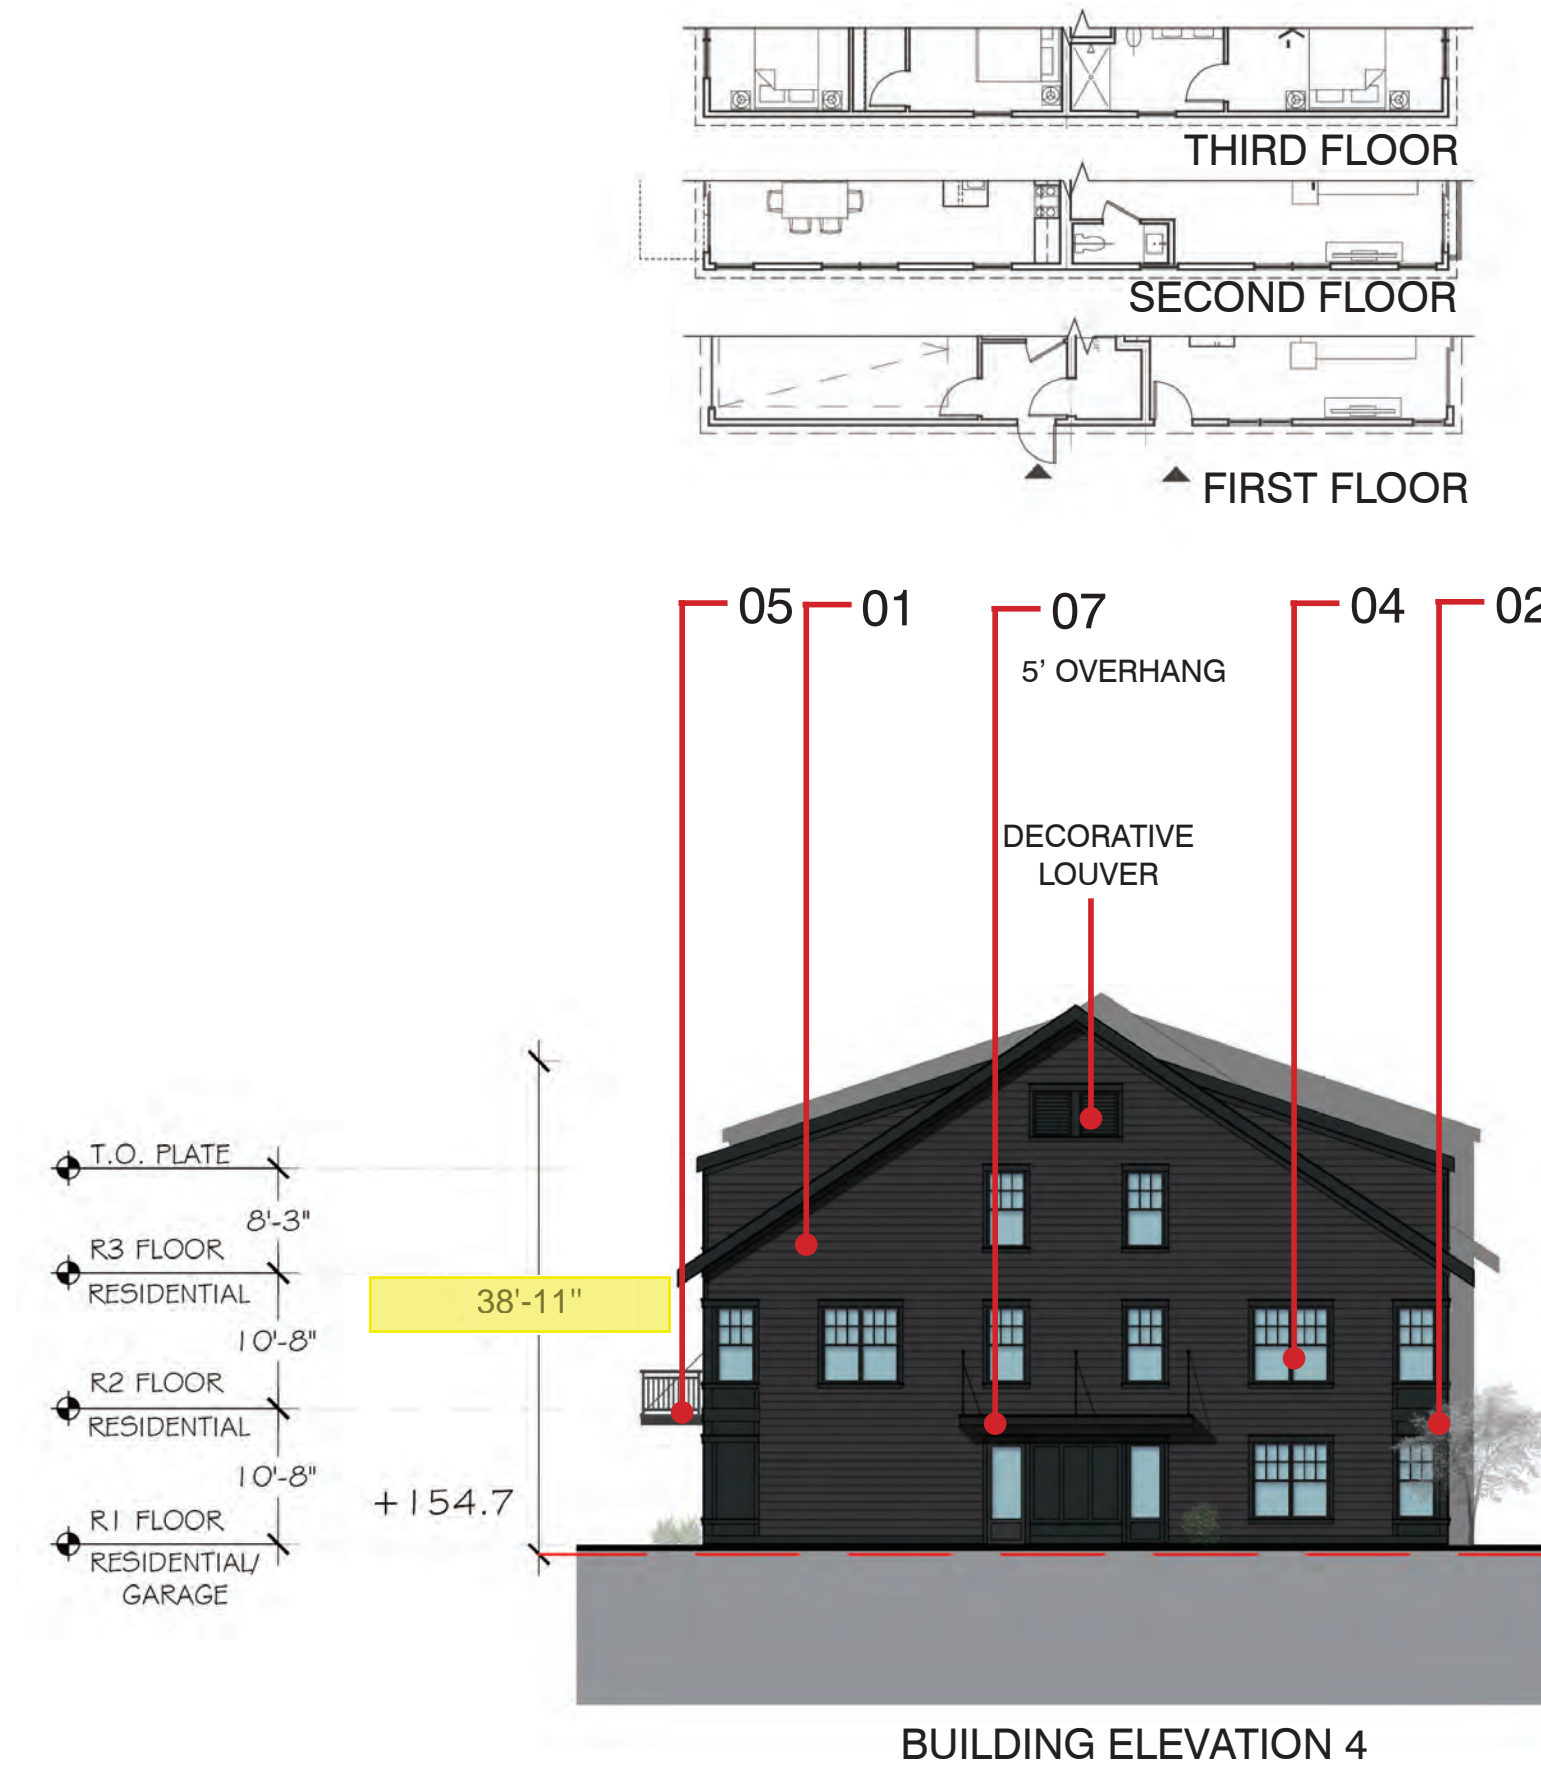 THIRD FLOOR
SECOND FLOOR
FIRST FLOOR
05
01
07
04
02
5’ OVERHANG
DECORATIVE
LOUVER
T.O. PLATE
8'-3"
R3 FLOOR
RESIDENTIAL
38'-11"
10'-8"
R2 FLOOR
RESIDENTIAL
10'-8"
+154.7
R1 FLOOR
RESIDENTIAL/
GARAGE
BUILDING ELEVATION 4